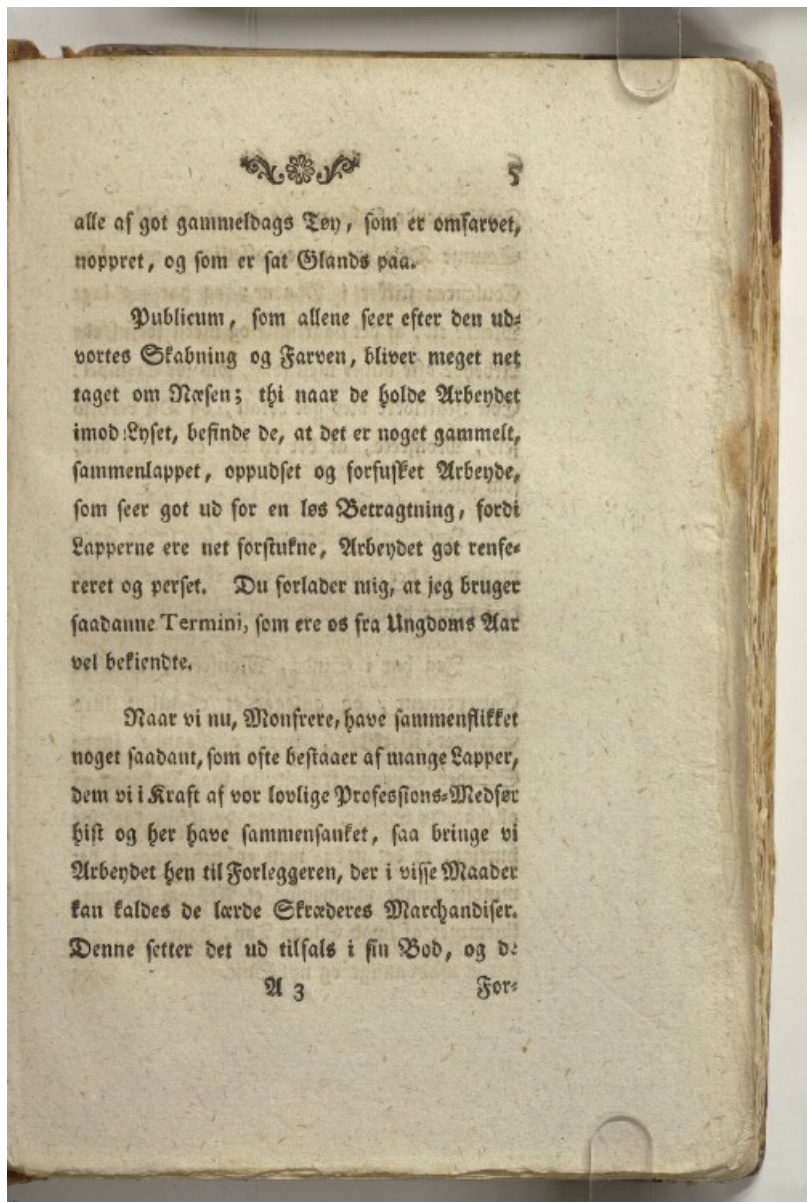 5
alle af got gammeldags Tøy, som er omfarvet,
noppret, og som er sat Glands paa.
Publicum, som allene seer efter den ud-
vortes Skabning og Farven, bliver meget net
taget om Næsen; thi naar de holde Arbeydet
imod Lyset, befinde de, at det er noget gammelt,
sammenlappet, oppudset og forfusket Arbeyde,
som seer got ud for en løs Betragtning, fordi
Lapperne ere net forstukne, Arbeydet got renfe-
reret og perset. Du forlader mig, at jeg bruger
saadanne Termini, som ere os fra Ungdoms Aar
vel bekiendte.
Naar vi nu, Monfrere, have sammenflikket
noget saadant, som ofte bestaaer af mange Lapper,
dem vi i Kraft af vor lovlige Professions-Medfør
hist og her have sammensanket, saa bringe vi
Arbeydet hen til Forleggeren, der i visse Maader
kan kaldes de lærde Skræderes Marchandiser.
Denne setter det ud tilfals i sin Bod, og de
A 3 For-